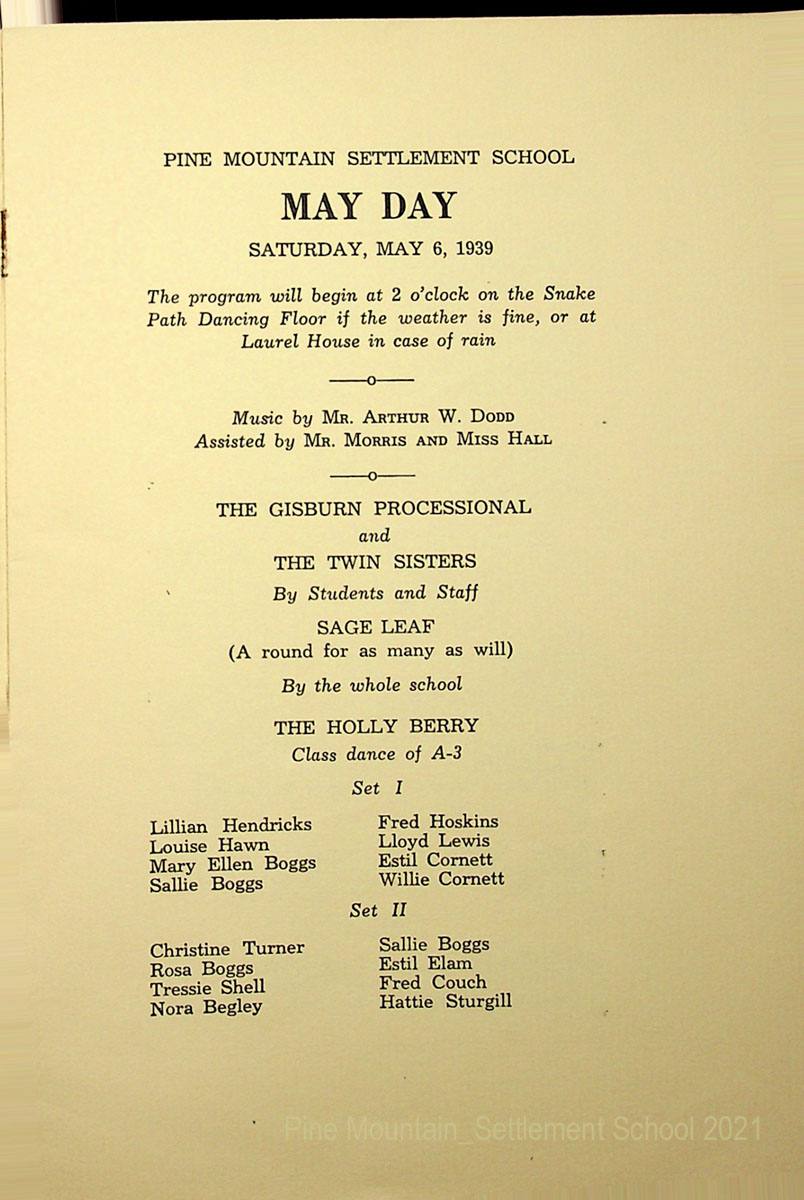 PINE MOUNTAIN SETTLEMENT SCHOOL
MAY DAY
SATURDAY, MAY 6, 1939
The program will begin at 2 o'clock on the Snake
Path Dancing Floor if the weather is fine, or at
Laurel House in case of rain
Music by MR. ARTHUR W. DODD
Assisted by MR. MORRIS AND MISS HALL
THE GISBURN PROCESSIONAL
and
THE TWIN SISTERS
By Students and Staff
SAGE LEAF
(A round for as many as will)
By the whole school
THE HOLLY BERRY
Class dance of A-3
Set I
Lillian Hendricks
Louise Hawn
Mary Ellen Boggs
Sallie Boggs
Fred Hoskins
Lloyd Lewis
Estil Cornett
Willie Cornett
Set II
Christine Turner
Rosa Boggs
Tressie Shell
Nora Begley
Sallie Boggs
Estil Elam
Fred Couch
Hattie Sturgill
Pine Mountain_Settlement School 2021